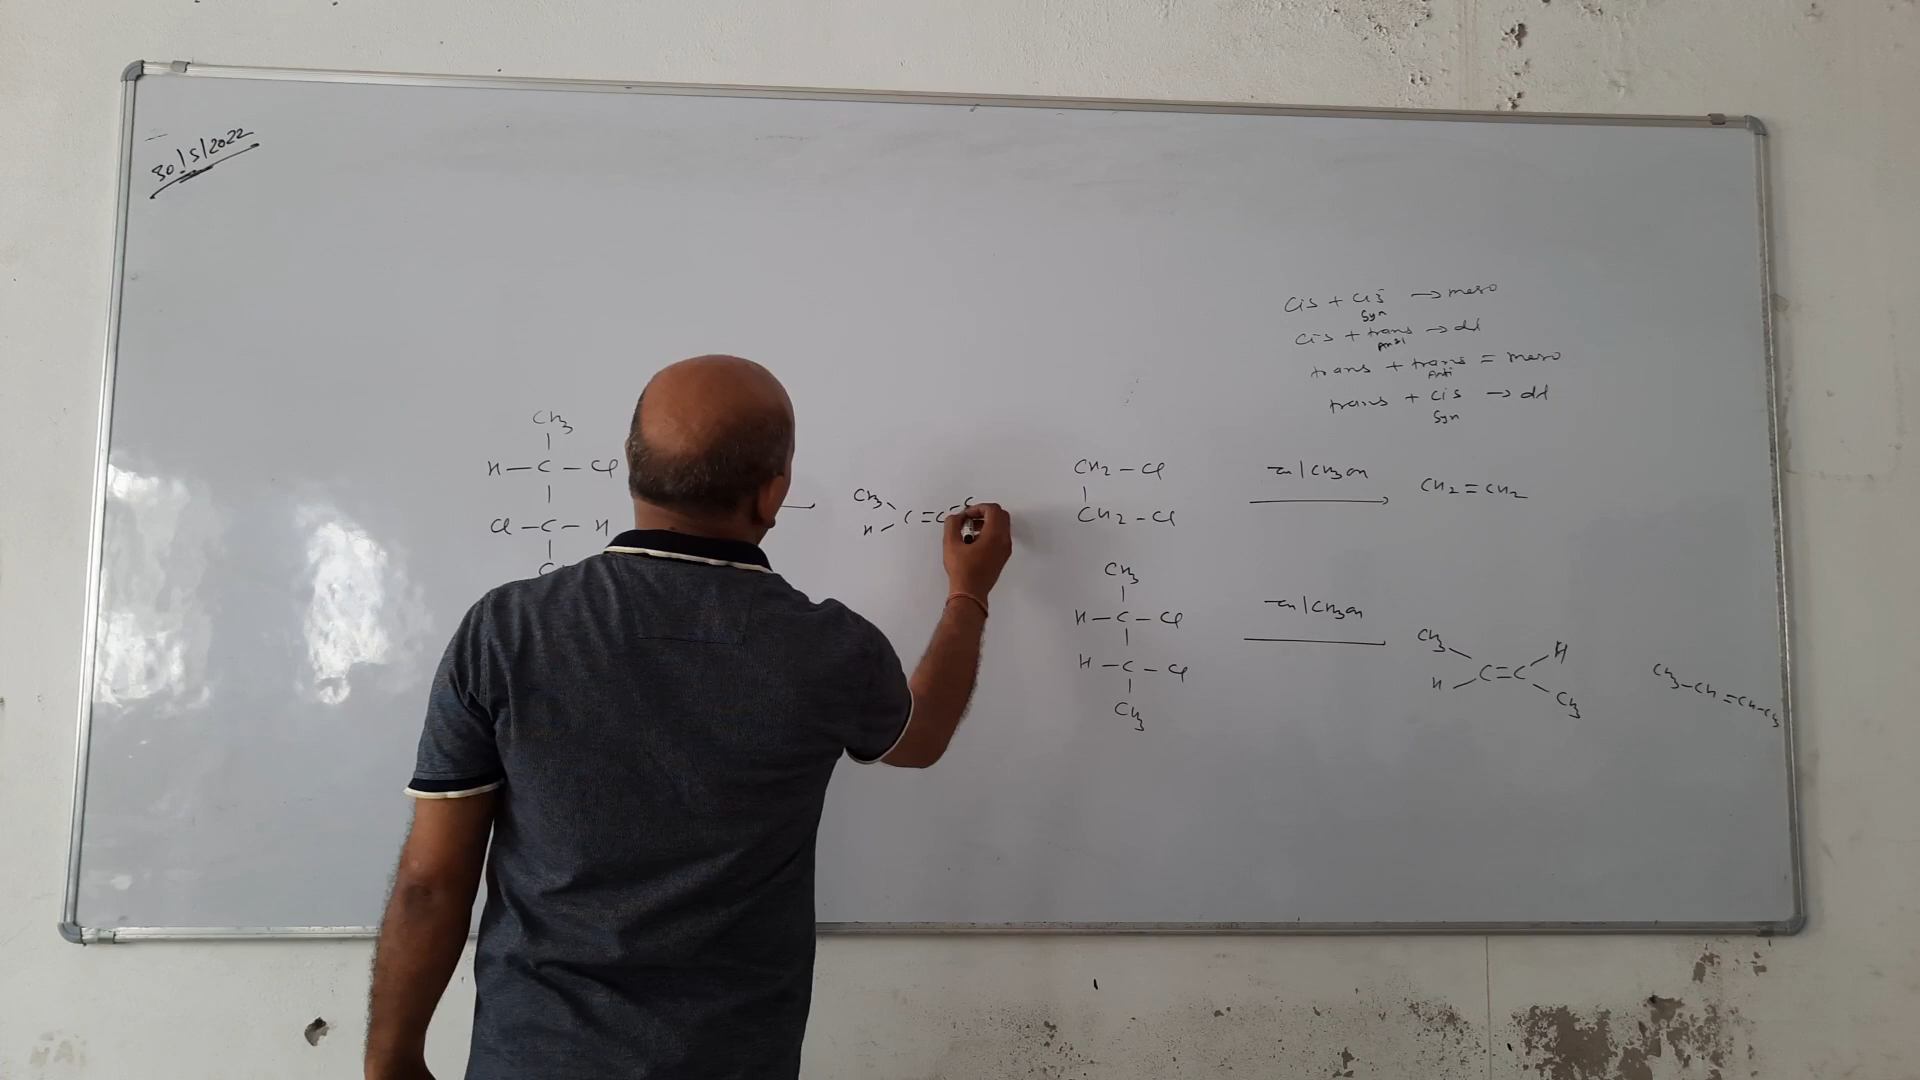 30/5/2022
Cis + Cis → meso
Syn
Cis + trans → dl
Anti
trans + trans = meso
Anti
trans + Cis → dl
Syn
CH3
|
H — C — Cl
|
Cl — C — H
|
CH3
H
C = C
CH2 — Cl
|
CH2 — Cl
Zn | CH3OH
CH2 = CH2
CH3
|
H — C — Cl
|
H — C — Cl
|
CH3
Zn | CH3OH
CH3 H
C = C
H CH3
CH3 — CH = CH-CH3